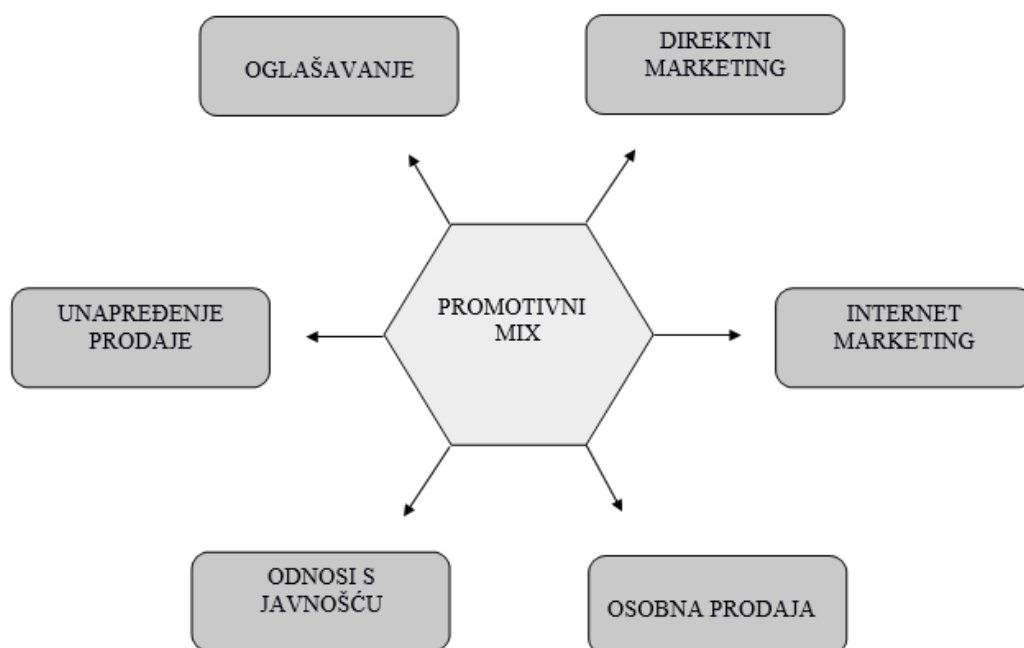 OGLAŠAVANJE
DIREKTNI
MARKETING
UNAPREĐENJE
PRODAJE
PROMOTIVNI
MIX
INTERNET
MARKETING
ODNOSI S
JAVNOŠĆU
OSOBNA PRODAJA